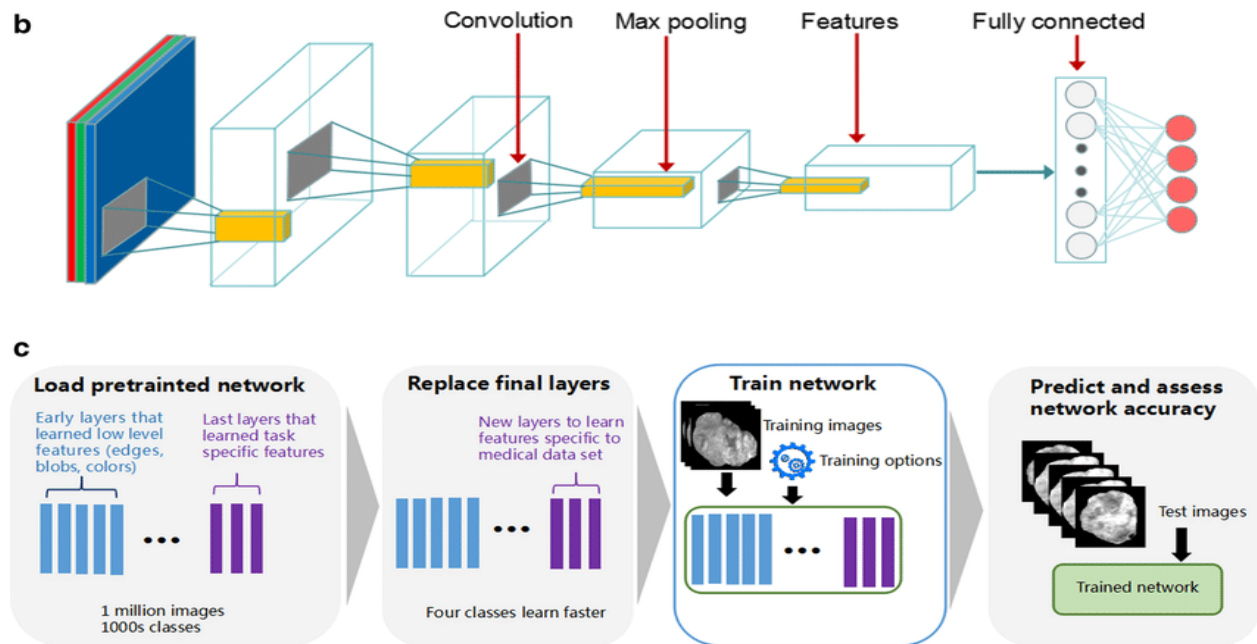 b
Convolution
Max pooling
Features
Fully connected
c
Load pretrainted network
Early layers that
learned low level
features (edges,
blobs, colors)
Last layers that
learned task
specific features
1 million images
1000s classes
Replace final layers
New layers to learn
features specific to
medical data set
Four classes learn faster
Train network
Training images
Training options
Predict and assess
network accuracy
Test images
Trained network